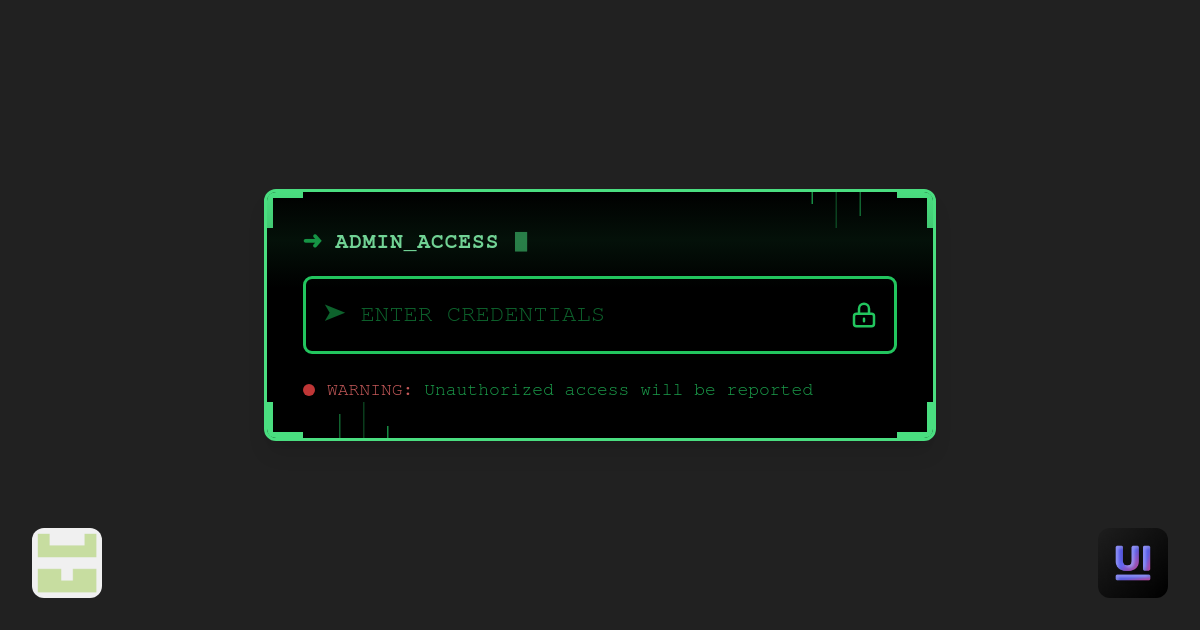 ➜ ADMIN_ACCESS
➤ ENTER CREDENTIALS
WARNING: Unauthorized access will be reported
UI